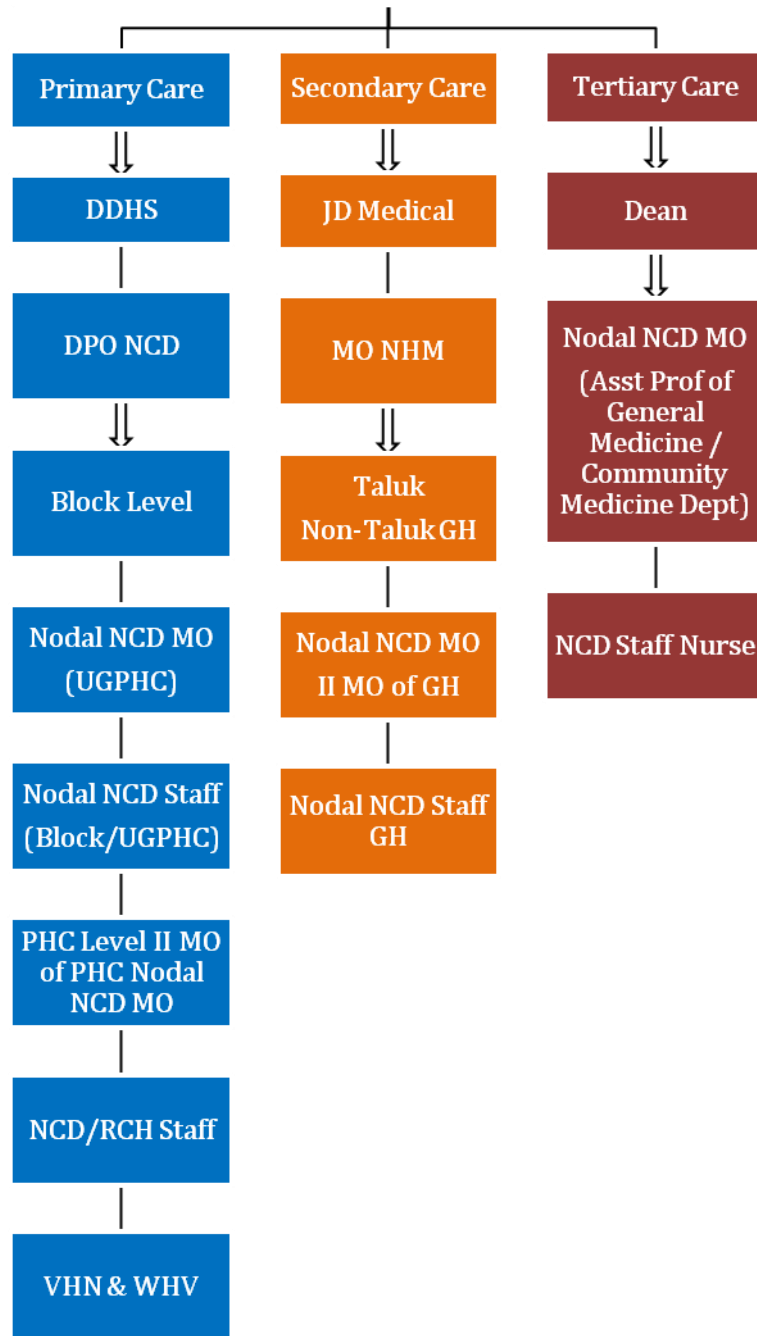 Primary Care
DDHS
DPO NCD
Block Level
Nodal NCD MO
(UGPHC)
Nodal NCD Staff
(Block/UGPHC)
PHC Level II MO
of PHC Nodal
NCD MO
NCD/RCH Staff
VHN & WHV
Secondary Care
JD Medical
MO NHM
Taluk
Non-Taluk GH
Nodal NCD MO
II MO of GH
Nodal NCD Staff
GH
Tertiary Care
Dean
Nodal NCD MO
(Asst Prof of
General
Medicine /
Community
Medicine Dept)
NCD Staff Nurse